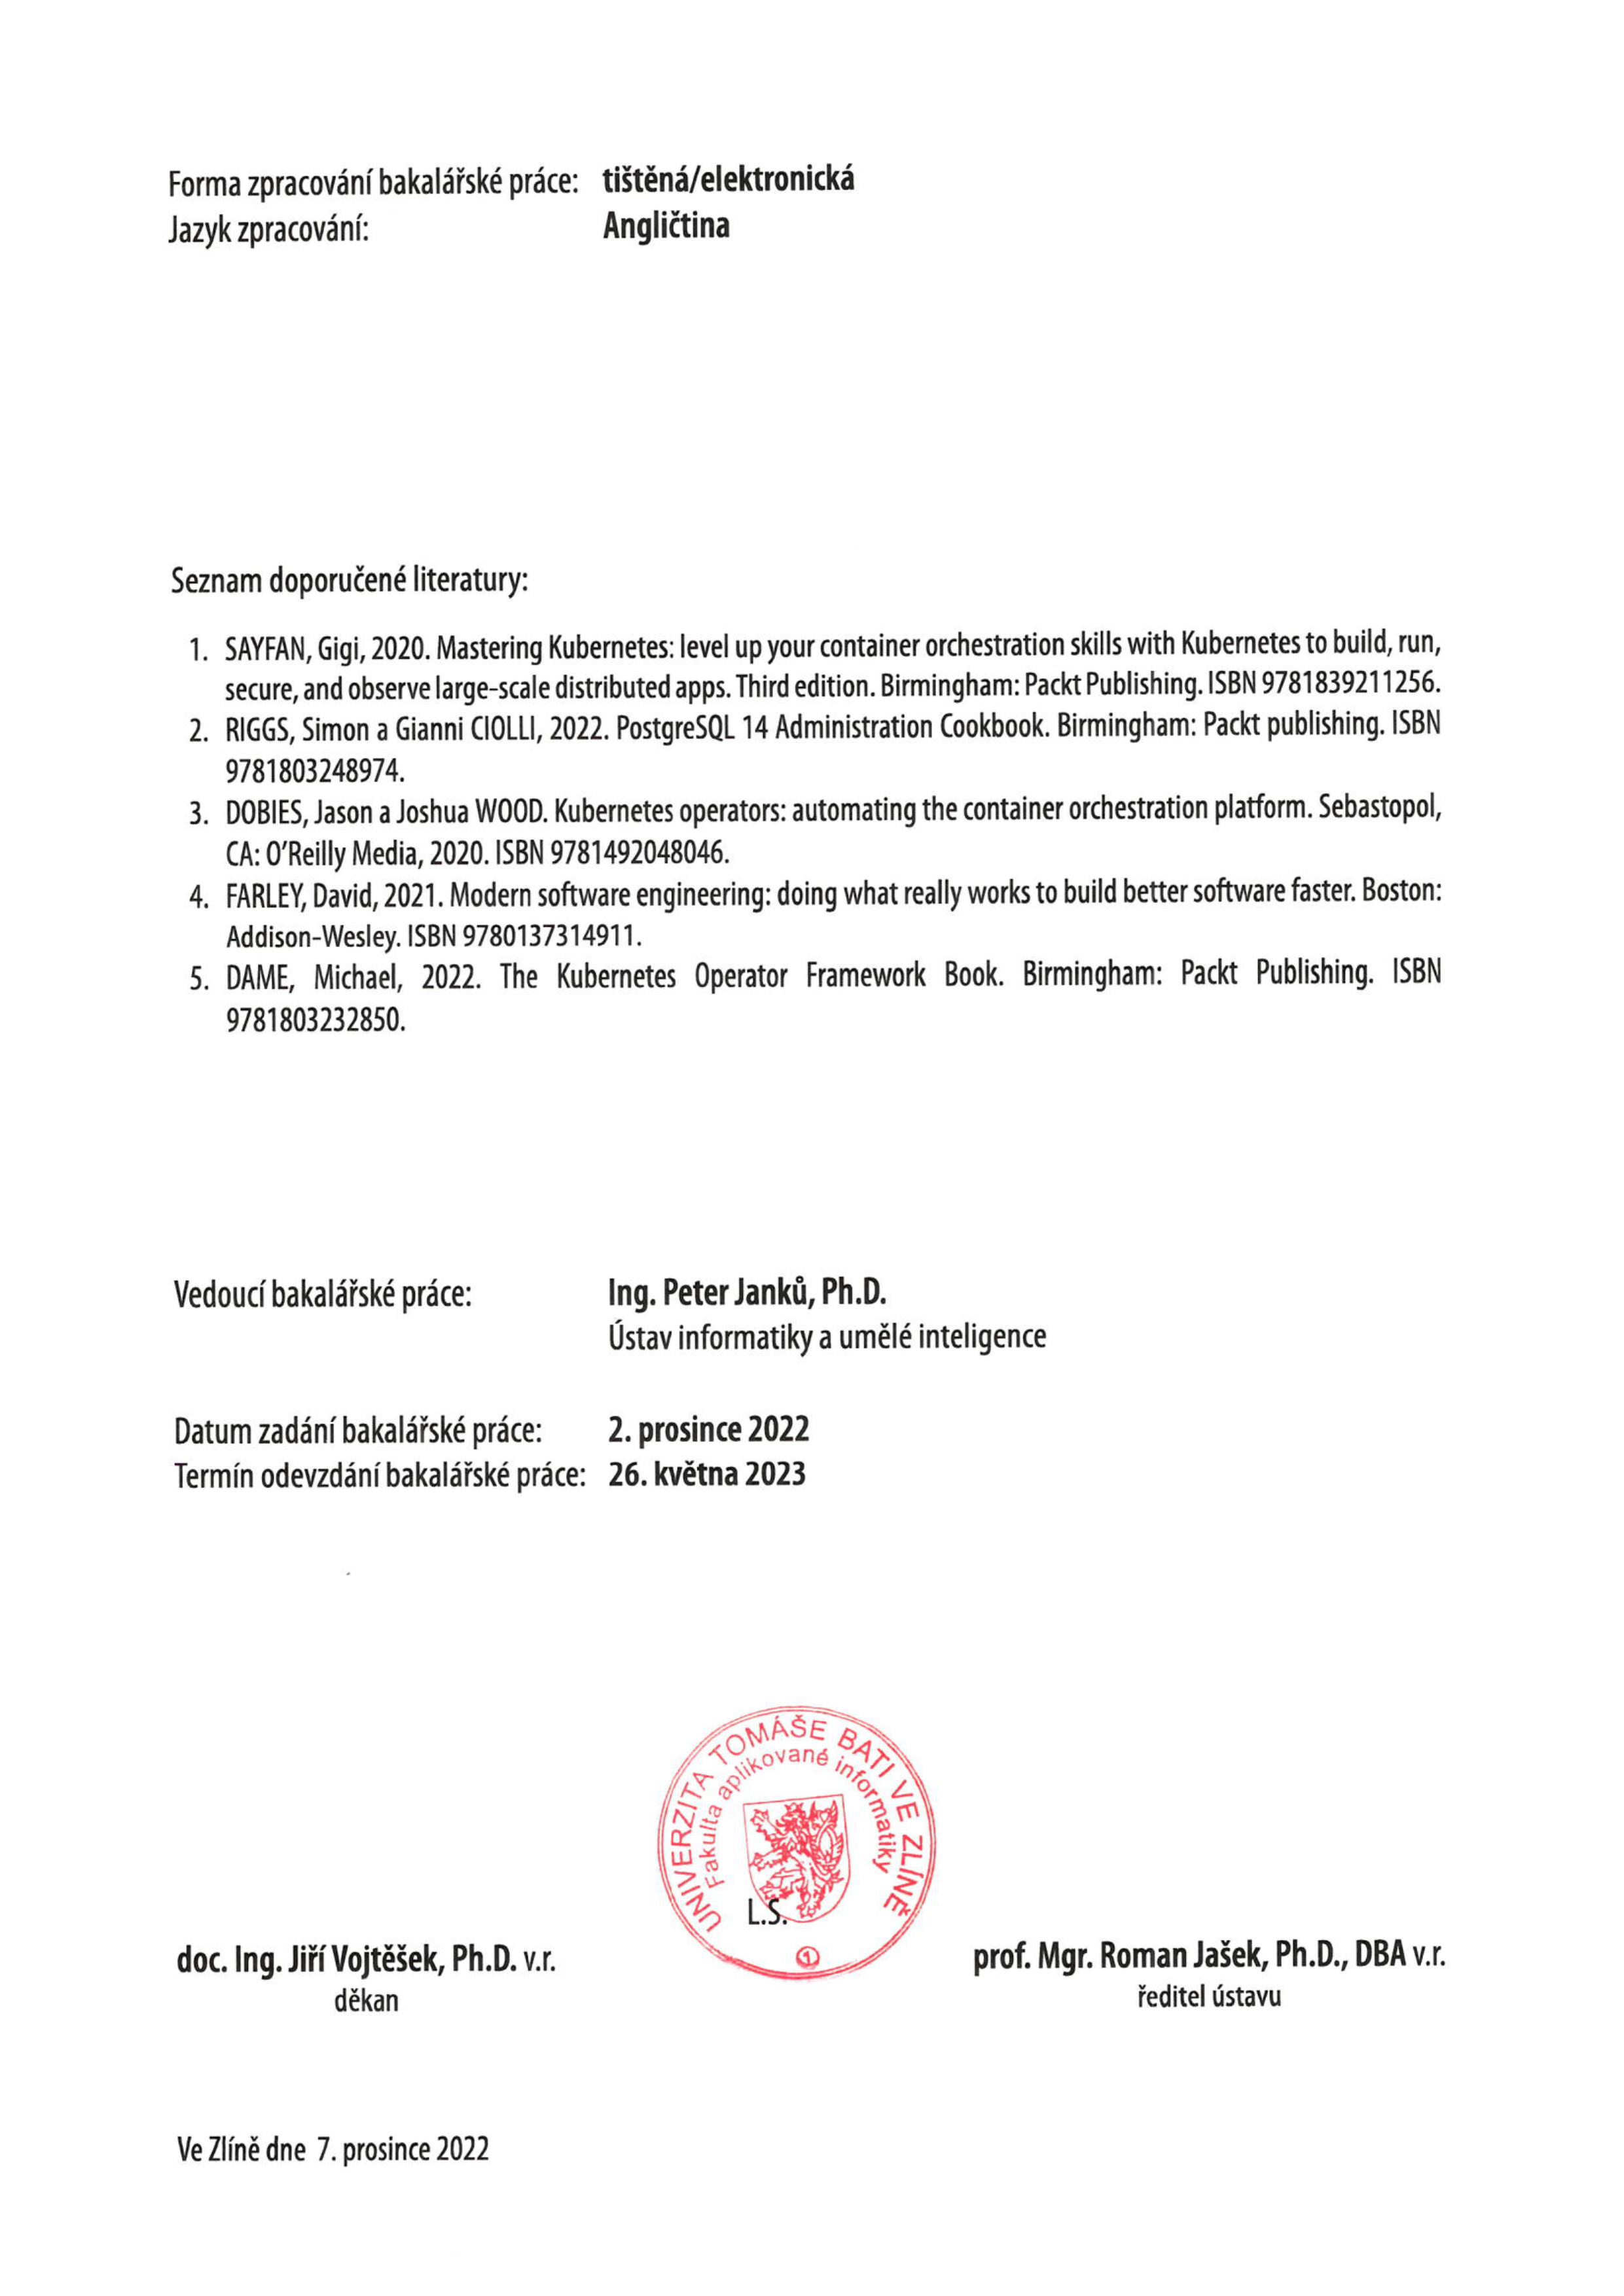 Forma zpracování bakalářské práce: tištěná/elektronická
Jazyk zpracování: Angličtina
Seznam doporučené literatury:
1. SAYFAN, Gigi, 2020. Mastering Kubernetes: level up your container orchestration skills with Kubernetes to build, run,
secure, and observe large-scale distributed apps. Third edition. Birmingham: Packt Publishing. ISBN 9781839211256.
2. RIGGS, Simon a Gianni CIOLLI, 2022. PostgreSQL 14 Administration Cookbook. Birmingham: Packt publishing. ISBN
9781803248974.
3. DOBIES, Jason a Joshua WOOD. Kubernetes operators: automating the container orchestration platform. Sebastopol,
CA: O’Reilly Media, 2020. ISBN 9781492048046.
4. FARLEY, David, 2021. Modern software engineering: doing what really works to build better software faster. Boston:
Addison-Wesley. ISBN 9780137314911.
5. DAME, Michael, 2022. The Kubernetes Operator Framework Book. Birmingham: Packt Publishing. ISBN
9781803232850.
Vedoucí bakalářské práce: Ing. Peter Janků, Ph.D.
Ústav informatiky a umělé inteligence
Datum zadání bakalářské práce: 2. prosince 2022
Termín odevzdání bakalářské práce: 26. května 2023
UNIVERZITA TOMÁŠE BATI VE ZLÍNĚ
Fakulta aplikované informatiky
L.S.
1.
doc. Ing. Jiří Vojtěšek, Ph.D. v.r.
děkan
prof. Mgr. Roman Jašek, Ph.D., DBA v.r.
ředitel ústavu
Ve Zlíně dne 7. prosince 2022